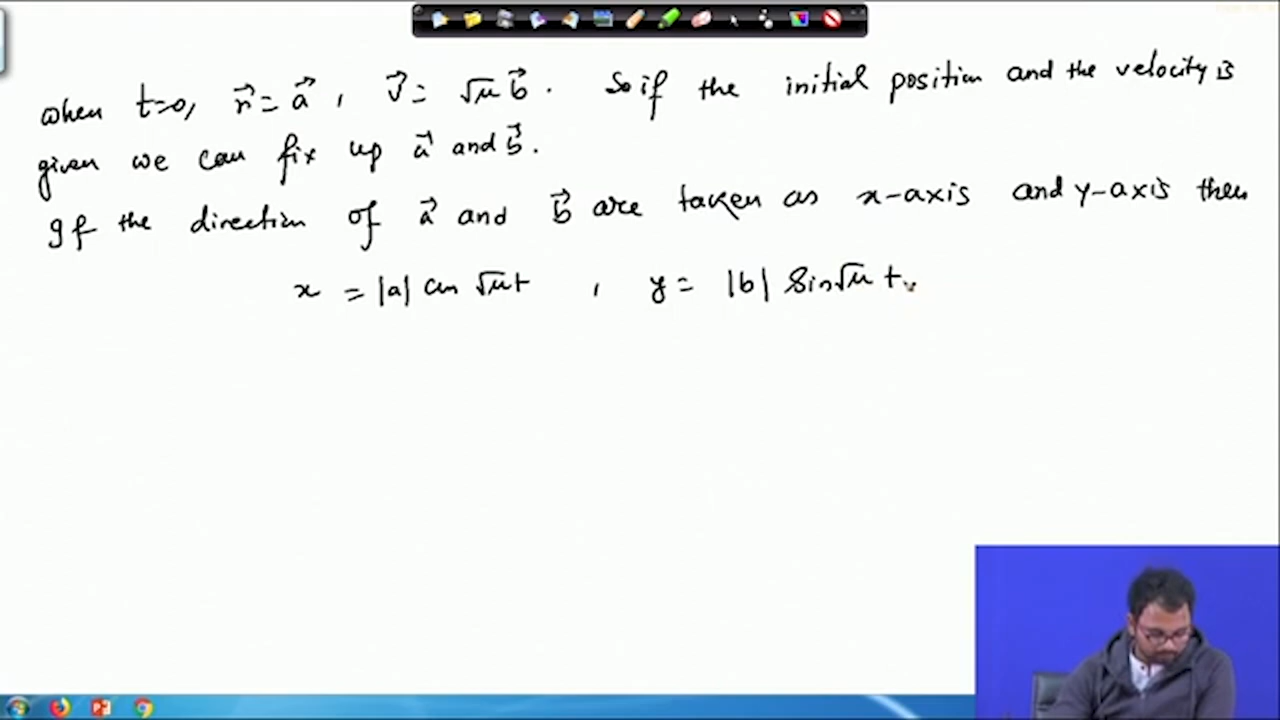 when t=0, r⃗ = a⃗ , v⃗ = √μ b⃗ . So if the initial position and the velocity is
given we can fix up a⃗ and b⃗ .
If the direction of a⃗ and b⃗ are taken as x-axis and y-axis then
x = |a| cos √μt , y = |b| Sin √μ t